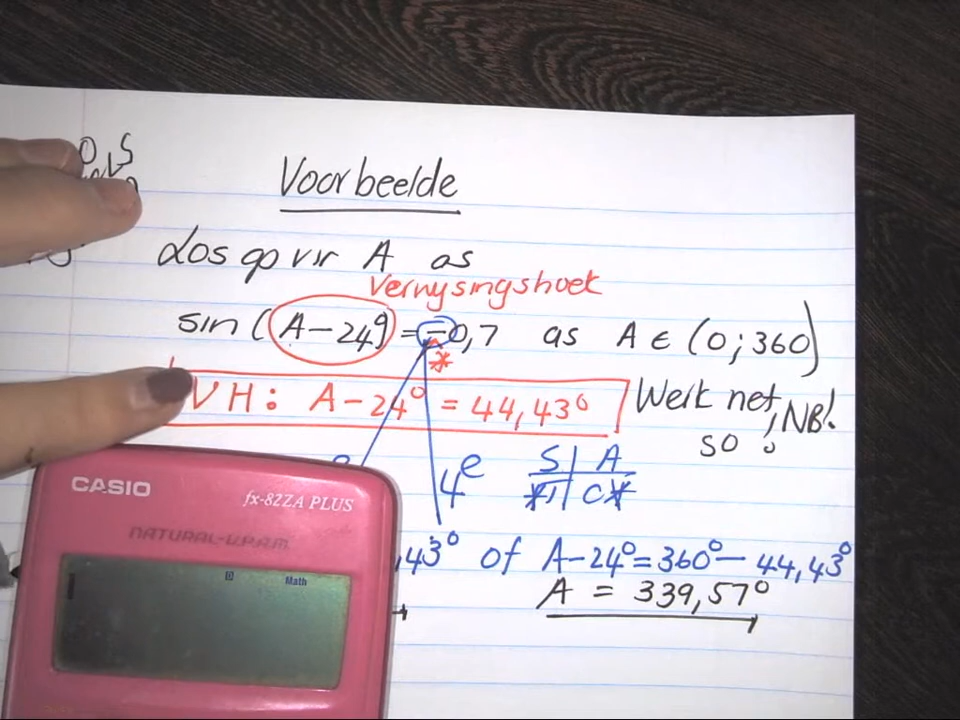 Voorbeelde
Los op vir A as
Vernysingshoek
sin (A-24°) = -0,7 as A ∈ (0;360)
VH: A-24° = 44,43°
Werk net,
so; NB!
4e
S A
T C
,43° of A-24°=360°-44,43°
A = 339,57°
CASIO
fx-82ZA PLUS
NATURAL-V.P.A.M.
D Math